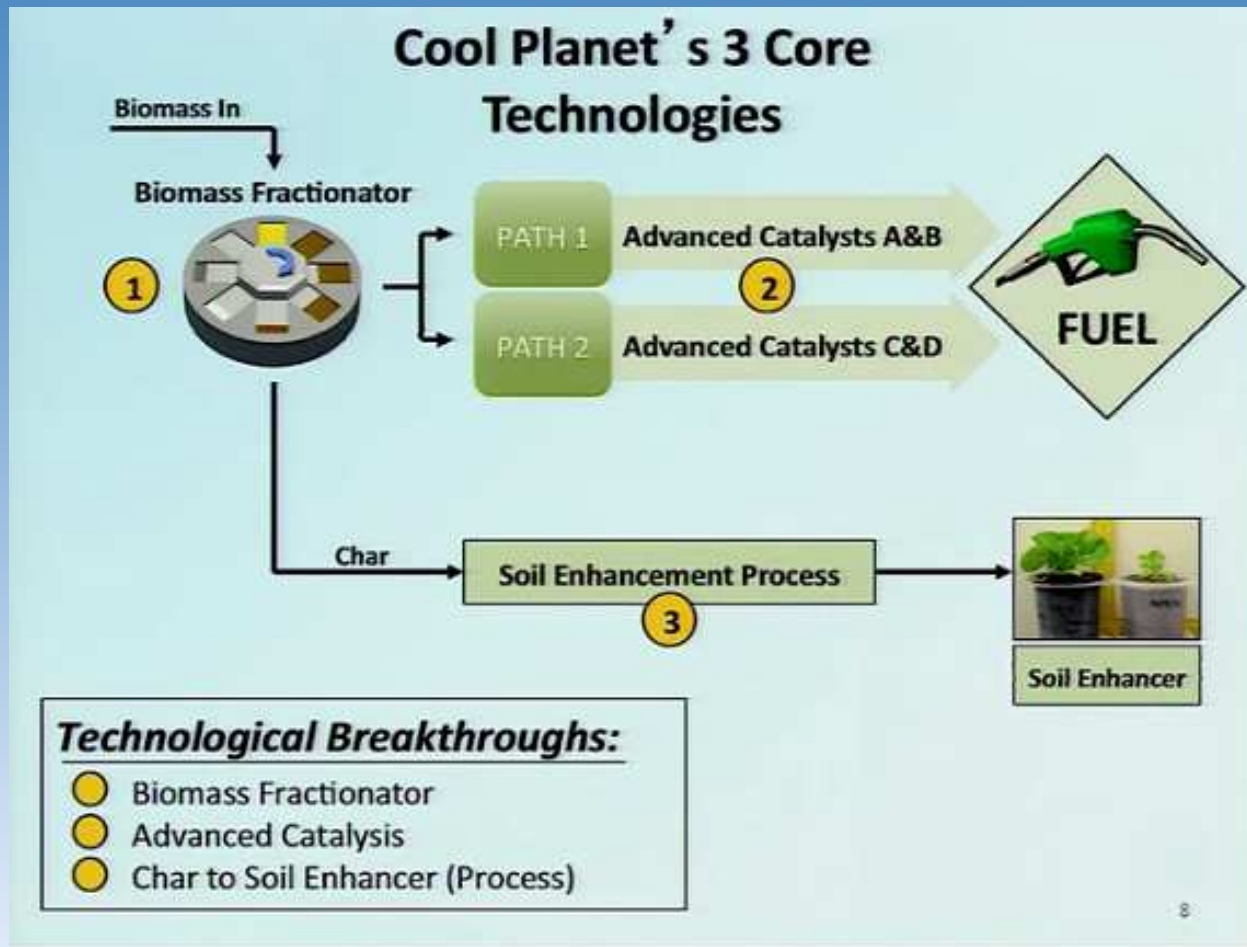 Cool Planet's 3 Core
Technologies
Biomass In
Biomass Fractionator
1
PATH 1
Advanced Catalysts A&B
2
PATH 2
Advanced Catalysts C&D
FUEL
Char
Soil Enhancement Process
3
Soil Enhancer
Technological Breakthroughs:
Biomass Fractionator
Advanced Catalysis
Char to Soil Enhancer (Process)
8